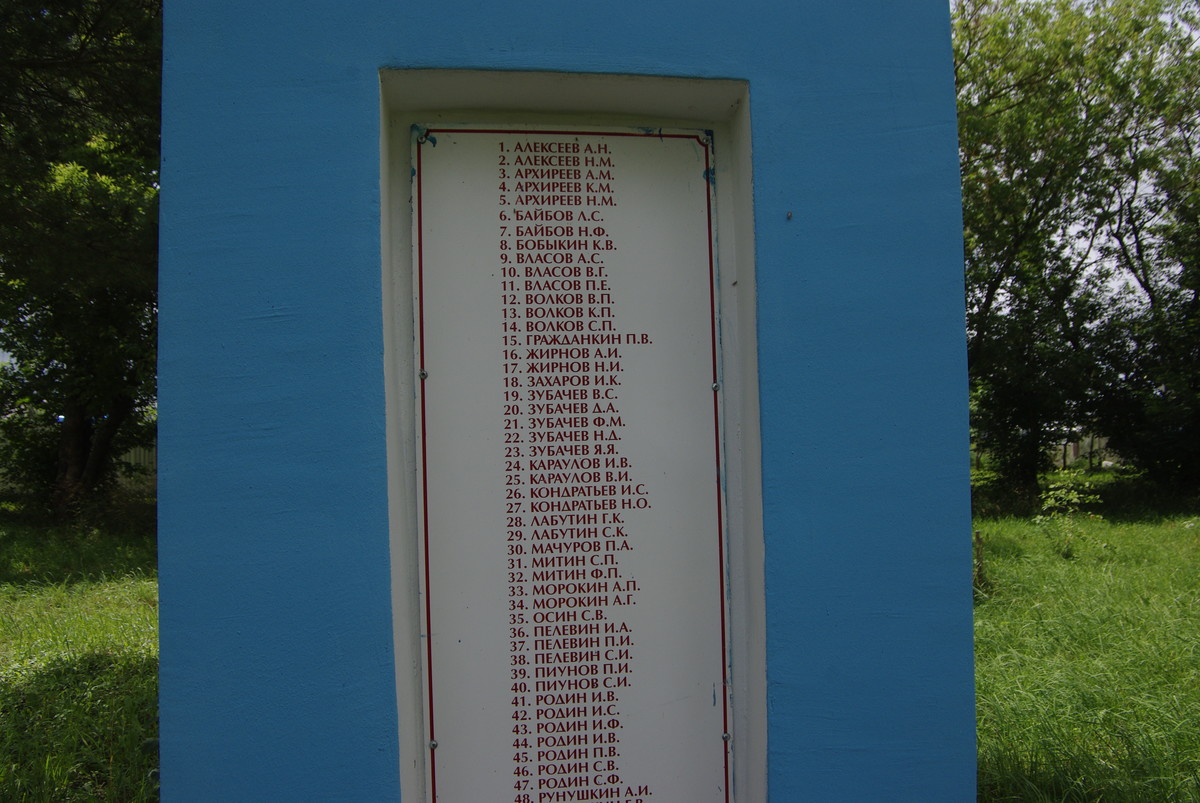 1. АЛЕКСЕЕВ А.Н.
2. АЛЕКСЕЕВ Н.М.
3. АРХИРЕЕВ А.М.
4. АРХИРЕЕВ К.М.
5. АРХИРЕЕВ Н.М.
6. БАЙБОВ Л.С.
7. БАЙБОВ Н.Ф.
8. БОБЫКИН К.В.
9. ВЛАСОВ А.С.
10. ВЛАСОВ В.Г.
11. ВЛАСОВ П.Е.
12. ВОЛКОВ В.П.
13. ВОЛКОВ К.П.
14. ВОЛКОВ С.П.
15. ГРАЖДАНКИН П.В.
16. ЖИРНОВ А.И.
17. ЖИРНОВ Н.И.
18. ЗАХАРОВ И.К.
19. ЗУБАЧЕВ В.С.
20. ЗУБАЧЕВ Д.А.
21. ЗУБАЧЕВ Ф.М.
22. ЗУБАЧЕВ Н.Д.
23. ЗУБАЧЕВ Я.Я.
24. КАРАУЛОВ И.В.
25. КАРАУЛОВ В.И.
26. КОНДРАТЬЕВ И.С.
27. КОНДРАТЬЕВ Н.О.
28. ЛАБУТИН Г.К.
29. ЛАБУТИН С.К.
30. МАЧУРОВ П.А.
31. МИТИН С.П.
32. МИТИН Ф.П.
33. МОРОКИН А.П.
34. МОРОКИН А.Г.
35. ОСИН С.В.
36. ПЕЛЕВИН И.А.
37. ПЕЛЕВИН П.И.
38. ПЕЛЕВИН С.И.
39. ПИУНОВ П.И.
40. ПИУНОВ С.И.
41. РОДИН И.В.
42. РОДИН И.С.
43. РОДИН И.Ф.
44. РОДИН И.В.
45. РОДИН П.В.
46. РОДИН С.В.
47. РОДИН С.Ф.
48. РУНУШКИН А.И.